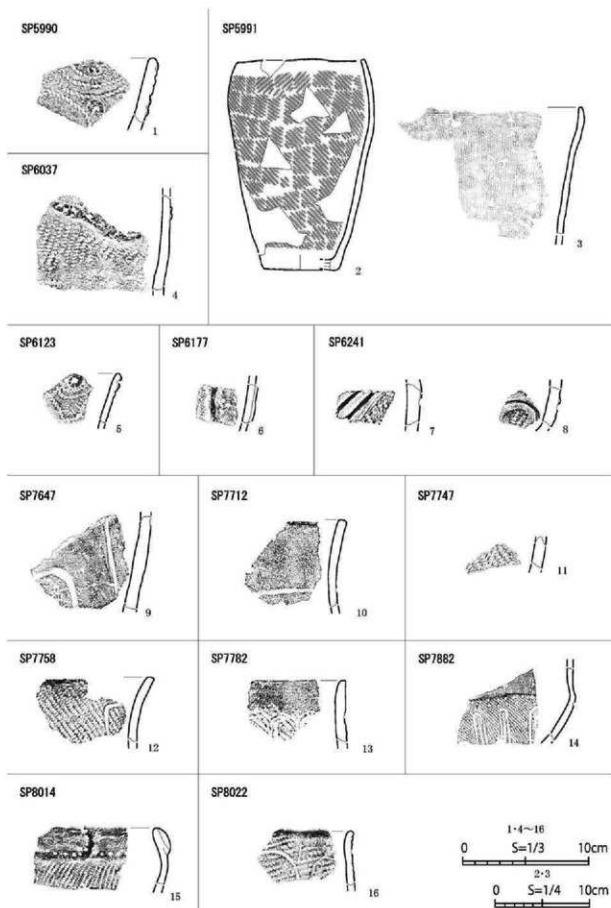 SP5990
SP5991
1
2
3
SP6037
4
SP6123
SP6177
SP6241
5
6
7
8
SP7647
SP7712
SP7747
9
10
11
SP7758
SP7782
SP7882
12
13
14
SP8014
SP8022
15
16
1・4～16
0 S=1/3 10cm
2・3
0 S=1/4 10cm